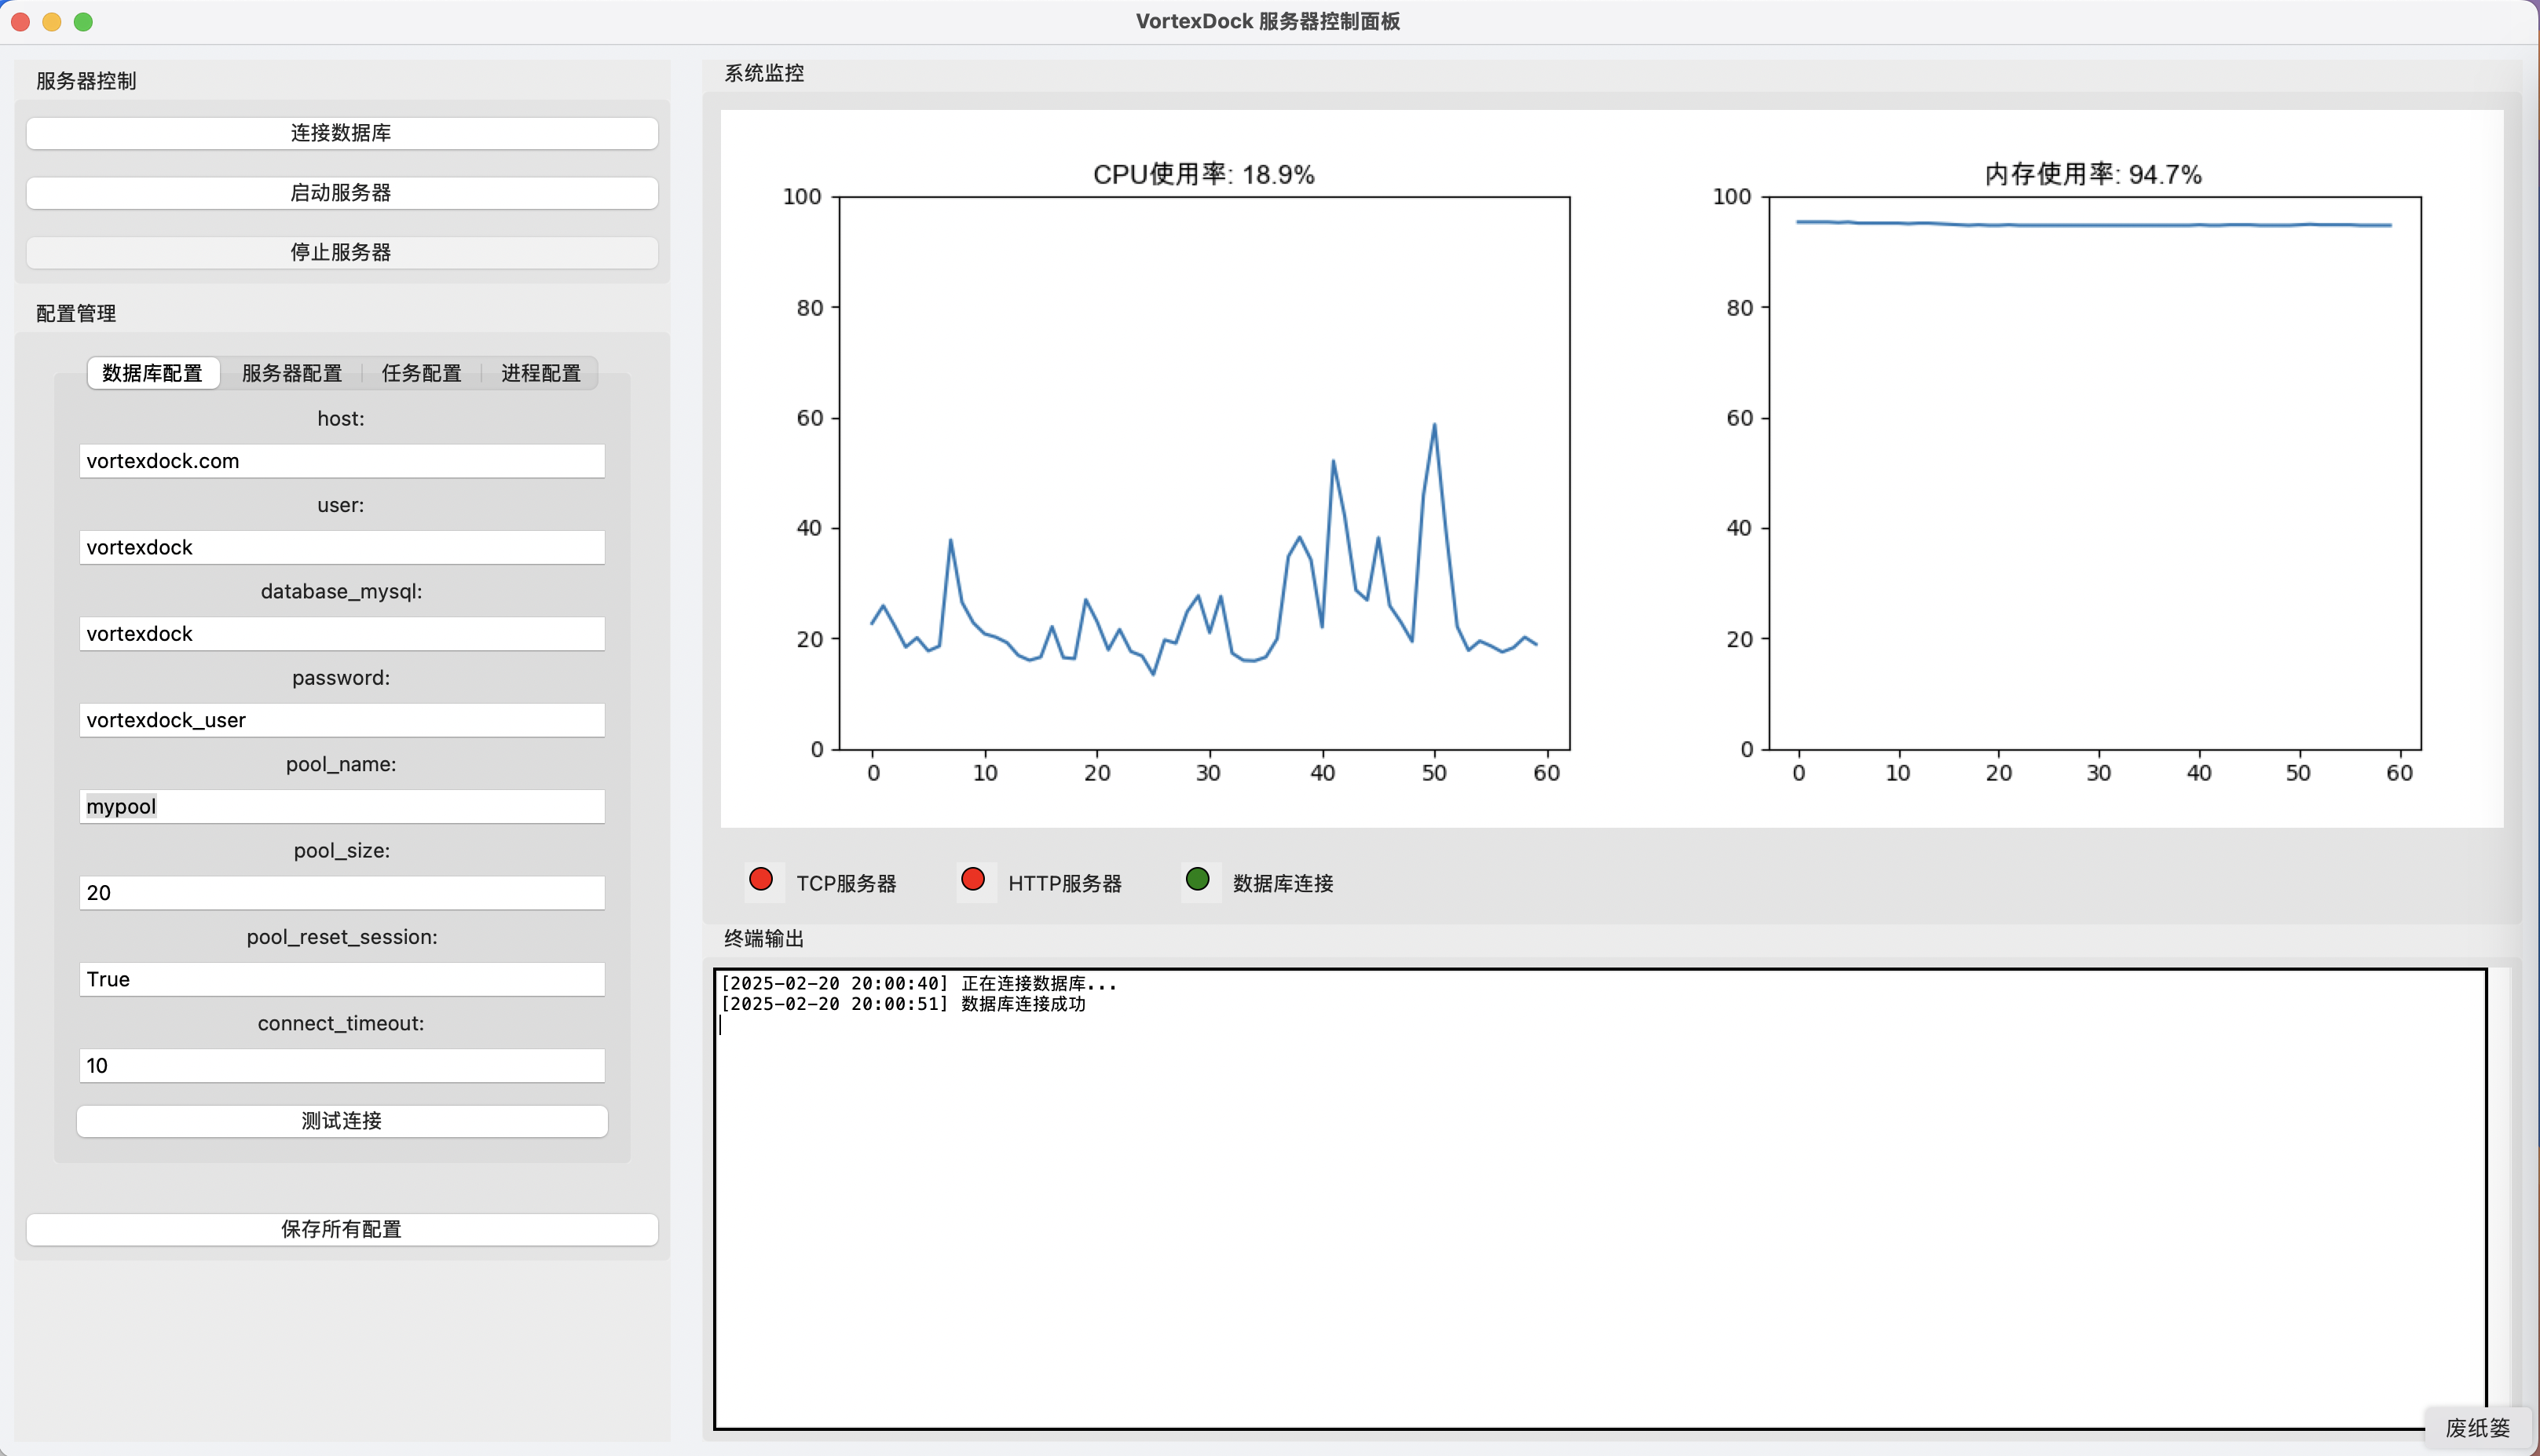 VortexDock 服务器控制面板
服务器控制
连接数据库
启动服务器
停止服务器
配置管理
数据库配置 服务器配置 任务配置 进程配置
host:
vortexdock.com
user:
vortexdock
database_mysql:
vortexdock
password:
vortexdock_user
pool_name:
mypool
pool_size:
20
pool_reset_session:
True
connect_timeout:
10
测试连接
保存所有配置
系统监控
CPU使用率: 18.9%
100
80
60
40
20
0
0 10 20 30 40 50 60
内存使用率: 94.7%
100
80
60
40
20
0
0 10 20 30 40 50 60
TCP服务器 HTTP服务器 数据库连接
终端输出
[2025-02-20 20:00:40] 正在连接数据库...
[2025-02-20 20:00:51] 数据库连接成功
废纸篓